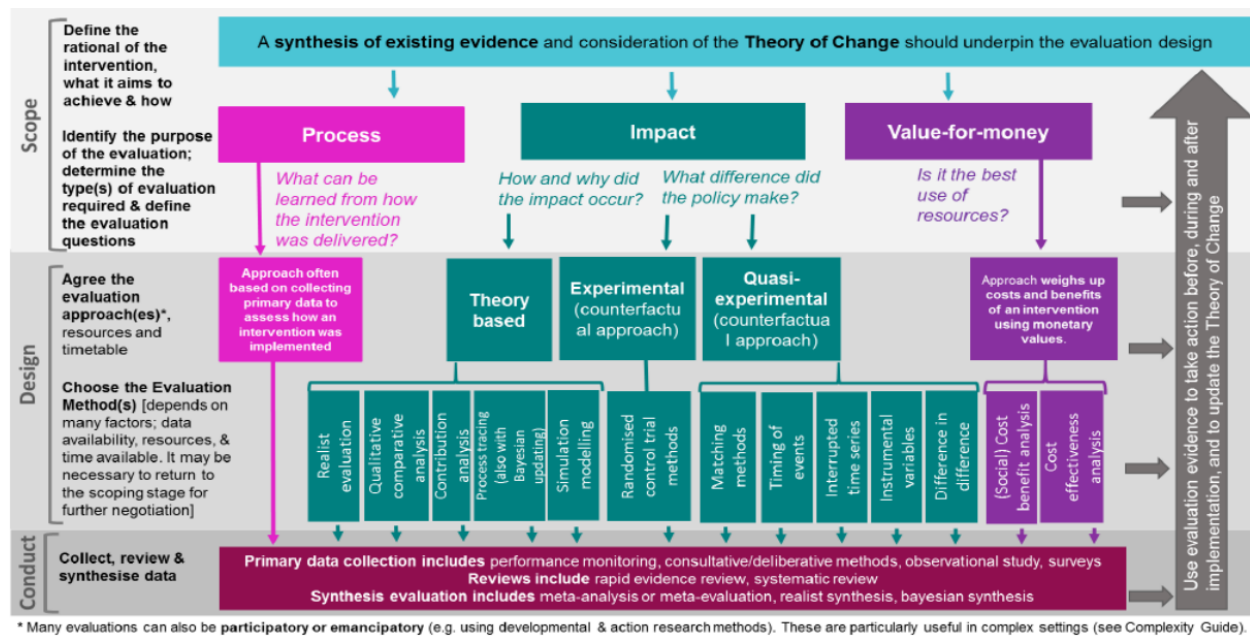 Scope
Define the
rational of the
intervention,
what it aims to
achieve & how
Identify the purpose
of the evaluation;
determine the
type(s) of evaluation
required & define
the evaluation
questions
A synthesis of existing evidence and consideration of the Theory of Change should underpin the evaluation design
Process
Impact
Value-for-money
What can be
learned from how
the intervention
was delivered?
How and why did
the impact occur?
What difference did
the policy make?
Is it the best
use of
resources?
Design
Agree the
evaluation
approach(es)*,
resources and
timetable
Choose the Evaluation
Method(s) [depends on
many factors; data
availability, resources, &
time available. It may be
necessary to return to
the scoping stage for
further negotiation]
Approach often
based on collecting
primary data to
assess how an
intervention was
implemented
Theory
based
Experimental
(counterfactu
al approach)
Quasi-
experimental
(counterfactua
l approach)
Approach weighs up
costs and benefits
of an intervention
using monetary
values.
Realist
evaluation
Qualitative
comparative
analysis
Contribution
analysis
Process tracing
(also with
Bayesian
updating)
Simulation
modelling
Randomised
control trial
methods
Matching
methods
Timing of
events
Interrupted
time series
Instrumental
variables
Difference in
difference
(Social) Cost
benefit analysis
Cost
effectiveness
analysis
Conduct
Collect, review &
synthesise data
Primary data collection includes performance monitoring, consultative/deliberative methods, observational study, surveys
Reviews include rapid evidence review, systematic review
Synthesis evaluation includes meta-analysis or meta-evaluation, realist synthesis, bayesian synthesis
Use evaluation evidence to take action before, during and after
implementation, and to update the Theory of Change
* Many evaluations can also be participatory or emancipatory (e.g. using developmental & action research methods). These are particularly useful in complex settings (see Complexity Guide).